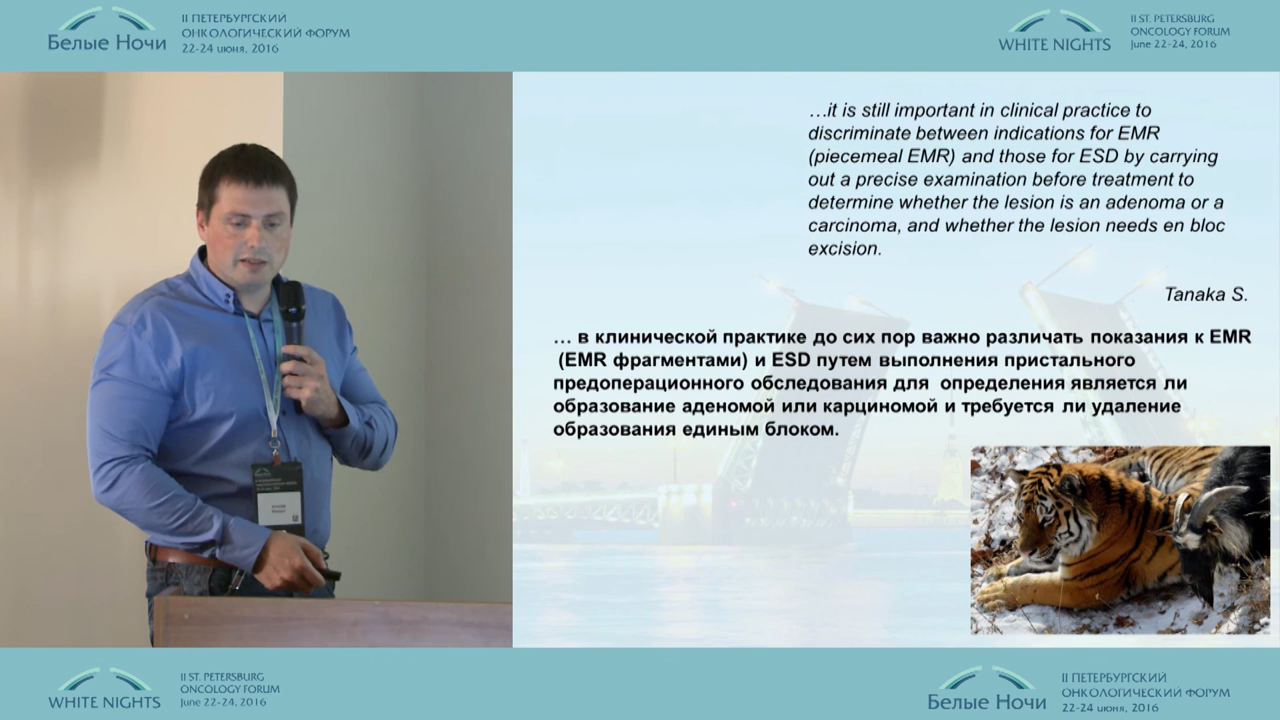 Белые Ночи
II ПЕТЕРБУРГСКИЙ
ОНКОЛОГИЧЕСКИЙ ФОРУМ
22-24 июня, 2016
WHITE NIGHTS
II ST. PETERSBURG
ONCOLOGY FORUM
June 22-24, 2016
…it is still important in clinical practice to
discriminate between indications for EMR
(piecemeal EMR) and those for ESD by carrying
out a precise examination before treatment to
determine whether the lesion is an adenoma or a
carcinoma, and whether the lesion needs en bloc
excision.
Tanaka S.
… в клинической практике до сих пор важно различать показания к EMR
(EMR фрагментами) и ESD путем выполнения пристального
предоперационного обследования для определения является ли
образование аденомой или карциномой и требуется ли удаление
образования единым блоком.
WHITE NIGHTS
II ST. PETERSBURG
ONCOLOGY FORUM
June 22-24, 2016
Белые Ночи
II ПЕТЕРБУРГСКИЙ
ОНКОЛОГИЧЕСКИЙ ФОРУМ
22-24 июня, 2016